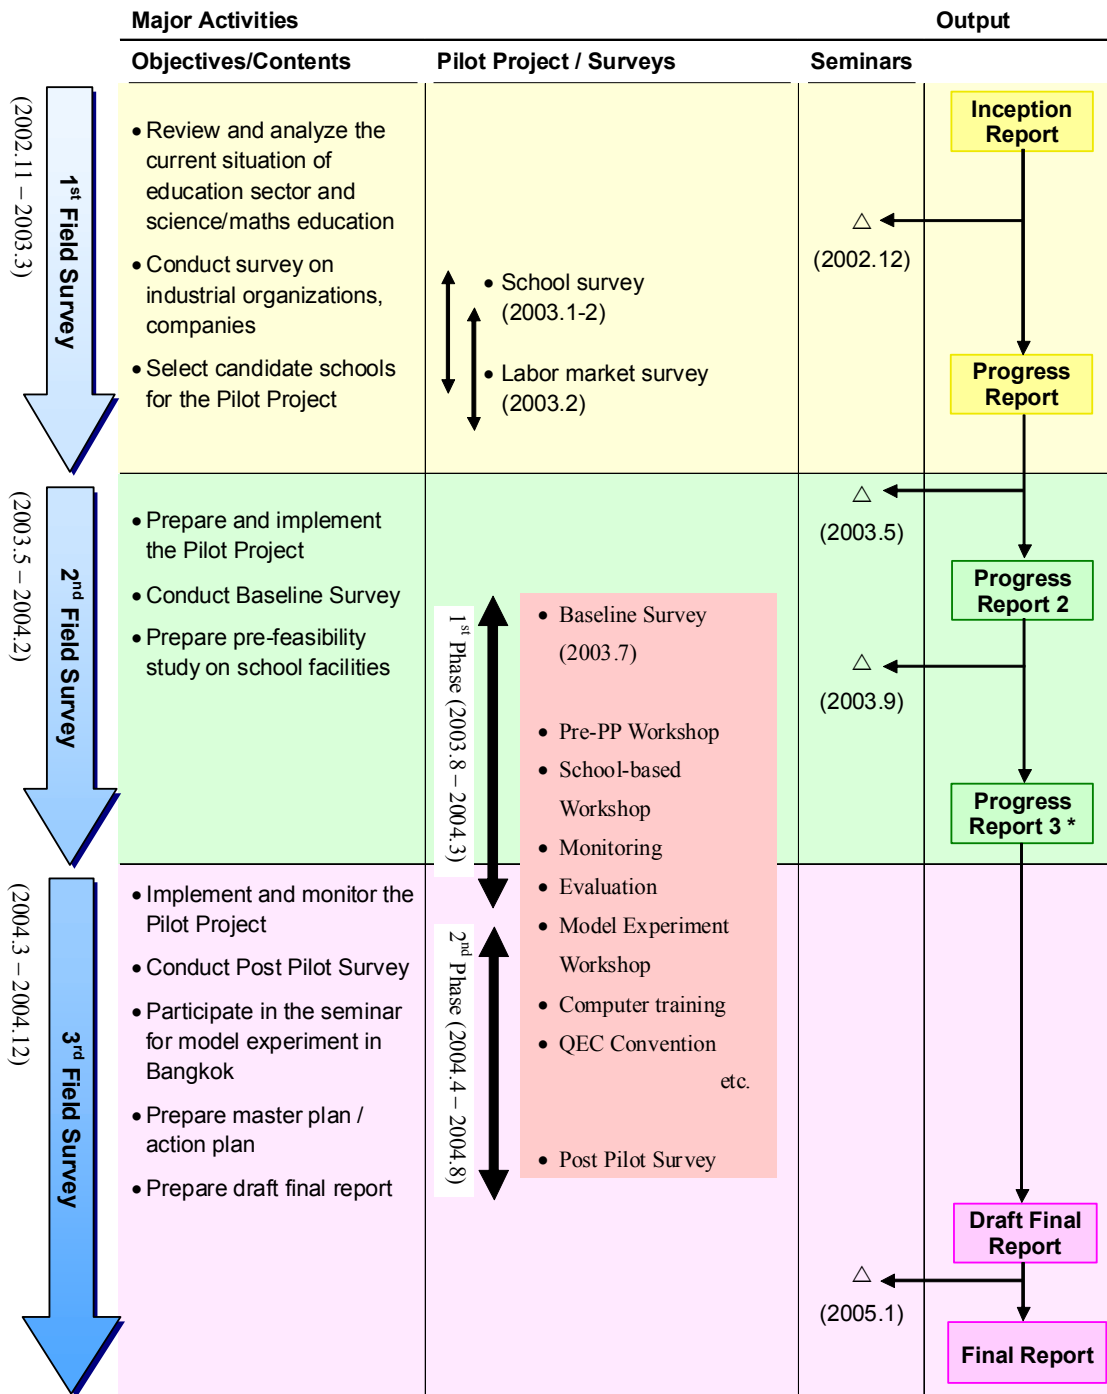 Major Activities
Output
Objectives/Contents
Pilot Project / Surveys
Seminars
1st Field Survey
(2002.11 – 2003.3)
• Review and analyze the
current situation of
education sector and
science/maths education
• Conduct survey on
industrial organizations,
companies
• Select candidate schools
for the Pilot Project
• School survey
(2003.1-2)
• Labor market survey
(2003.2)
△
(2002.12)
Inception
Report
Progress
Report
2nd Field Survey
(2003.5 – 2004.2)
• Prepare and implement
the Pilot Project
• Conduct Baseline Survey
• Prepare pre-feasibility
study on school facilities
1st Phase (2003.8 – 2004.3)
• Baseline Survey
(2003.7)
• Pre-PP Workshop
• School-based
Workshop
• Monitoring
• Evaluation
• Model Experiment
Workshop
• Computer training
• QEC Convention
etc.
• Post Pilot Survey
△
(2003.5)
△
(2003.9)
Progress
Report 2
Progress
Report 3 *
3rd Field Survey
(2004.3 – 2004.12)
• Implement and monitor the
Pilot Project
• Conduct Post Pilot Survey
• Participate in the seminar
for model experiment in
Bangkok
• Prepare master plan /
action plan
• Prepare draft final report
2nd Phase (2004.4 – 2004.8)
△
(2005.1)
Draft Final
Report
Final Report